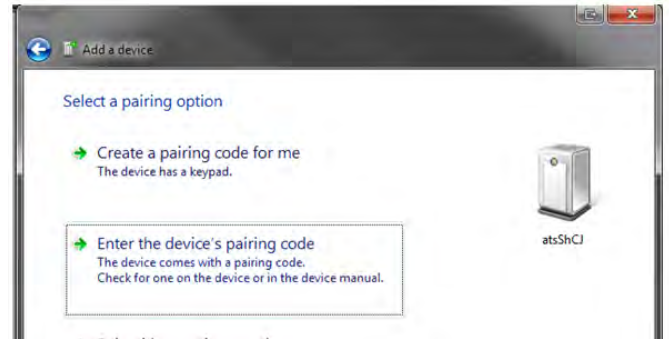 Add a device
Select a pairing option
Create a pairing code for me
The device has a keypad.
Enter the device's pairing code
The device comes with a pairing code.
Check for one on the device or in the device manual.
atsShCJ